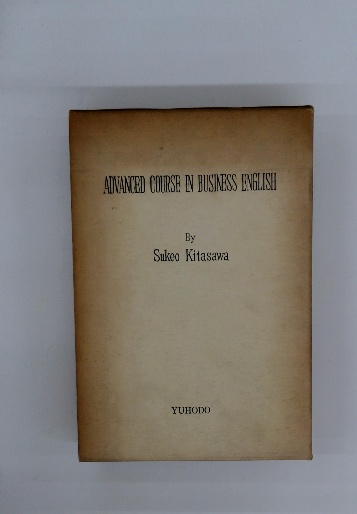 ADVANCED COURSE IN BUSINESS ENGLISH
By
Sukeo Kitasawa
YUHODO